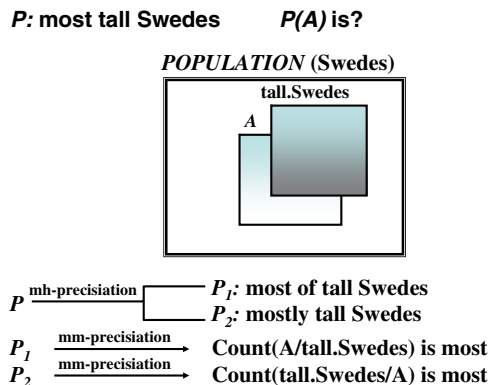 P: most tall Swedes P(A) is?
POPULATION (Swedes)
tall.Swedes
A
mh-precisiation
P
P1: most of tall Swedes
P2: mostly tall Swedes
P1 mm-precisiation Count(A/tall.Swedes) is most
P2 mm-precisiation Count(tall.Swedes/A) is most